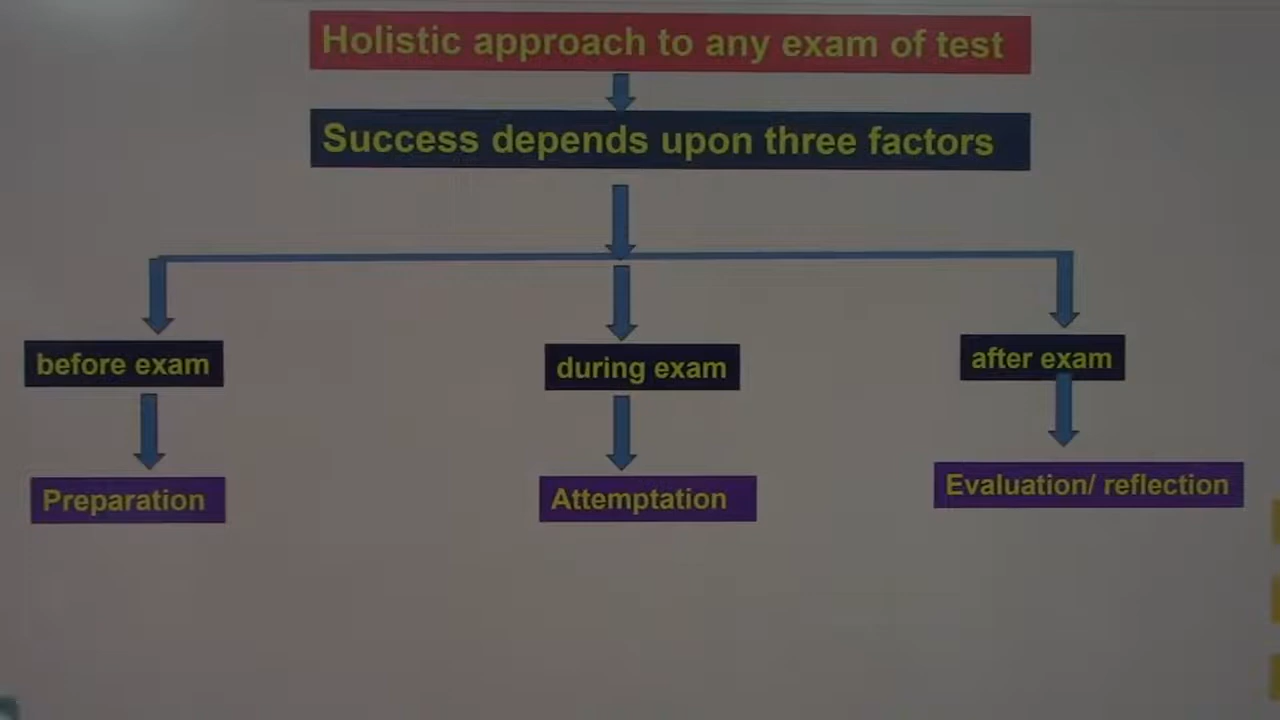 Holistic approach to any exam of test
Success depends upon three factors
before exam
during exam
after exam
Preparation
Attemptation
Evaluation/ reflection